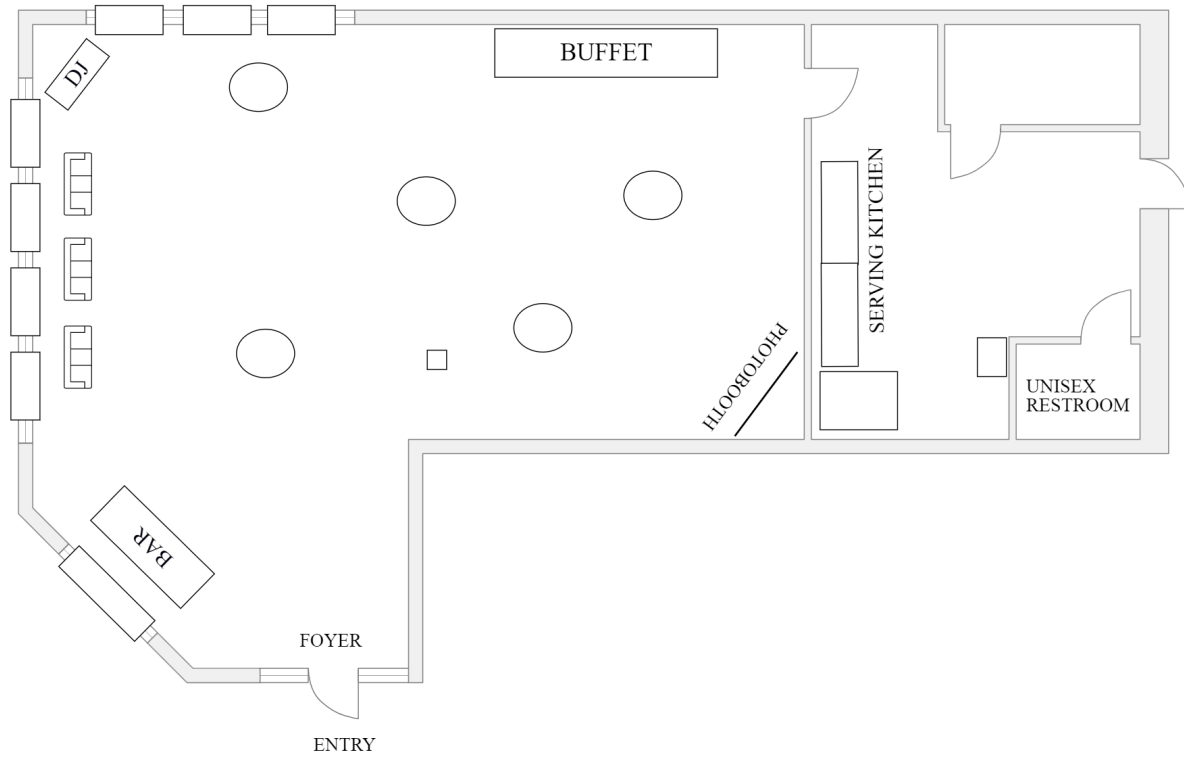 BUFFET
DJ
SERVING KITCHEN
PHOTOBOOTH
UNISEX
RESTROOM
BAR
FOYER
ENTRY